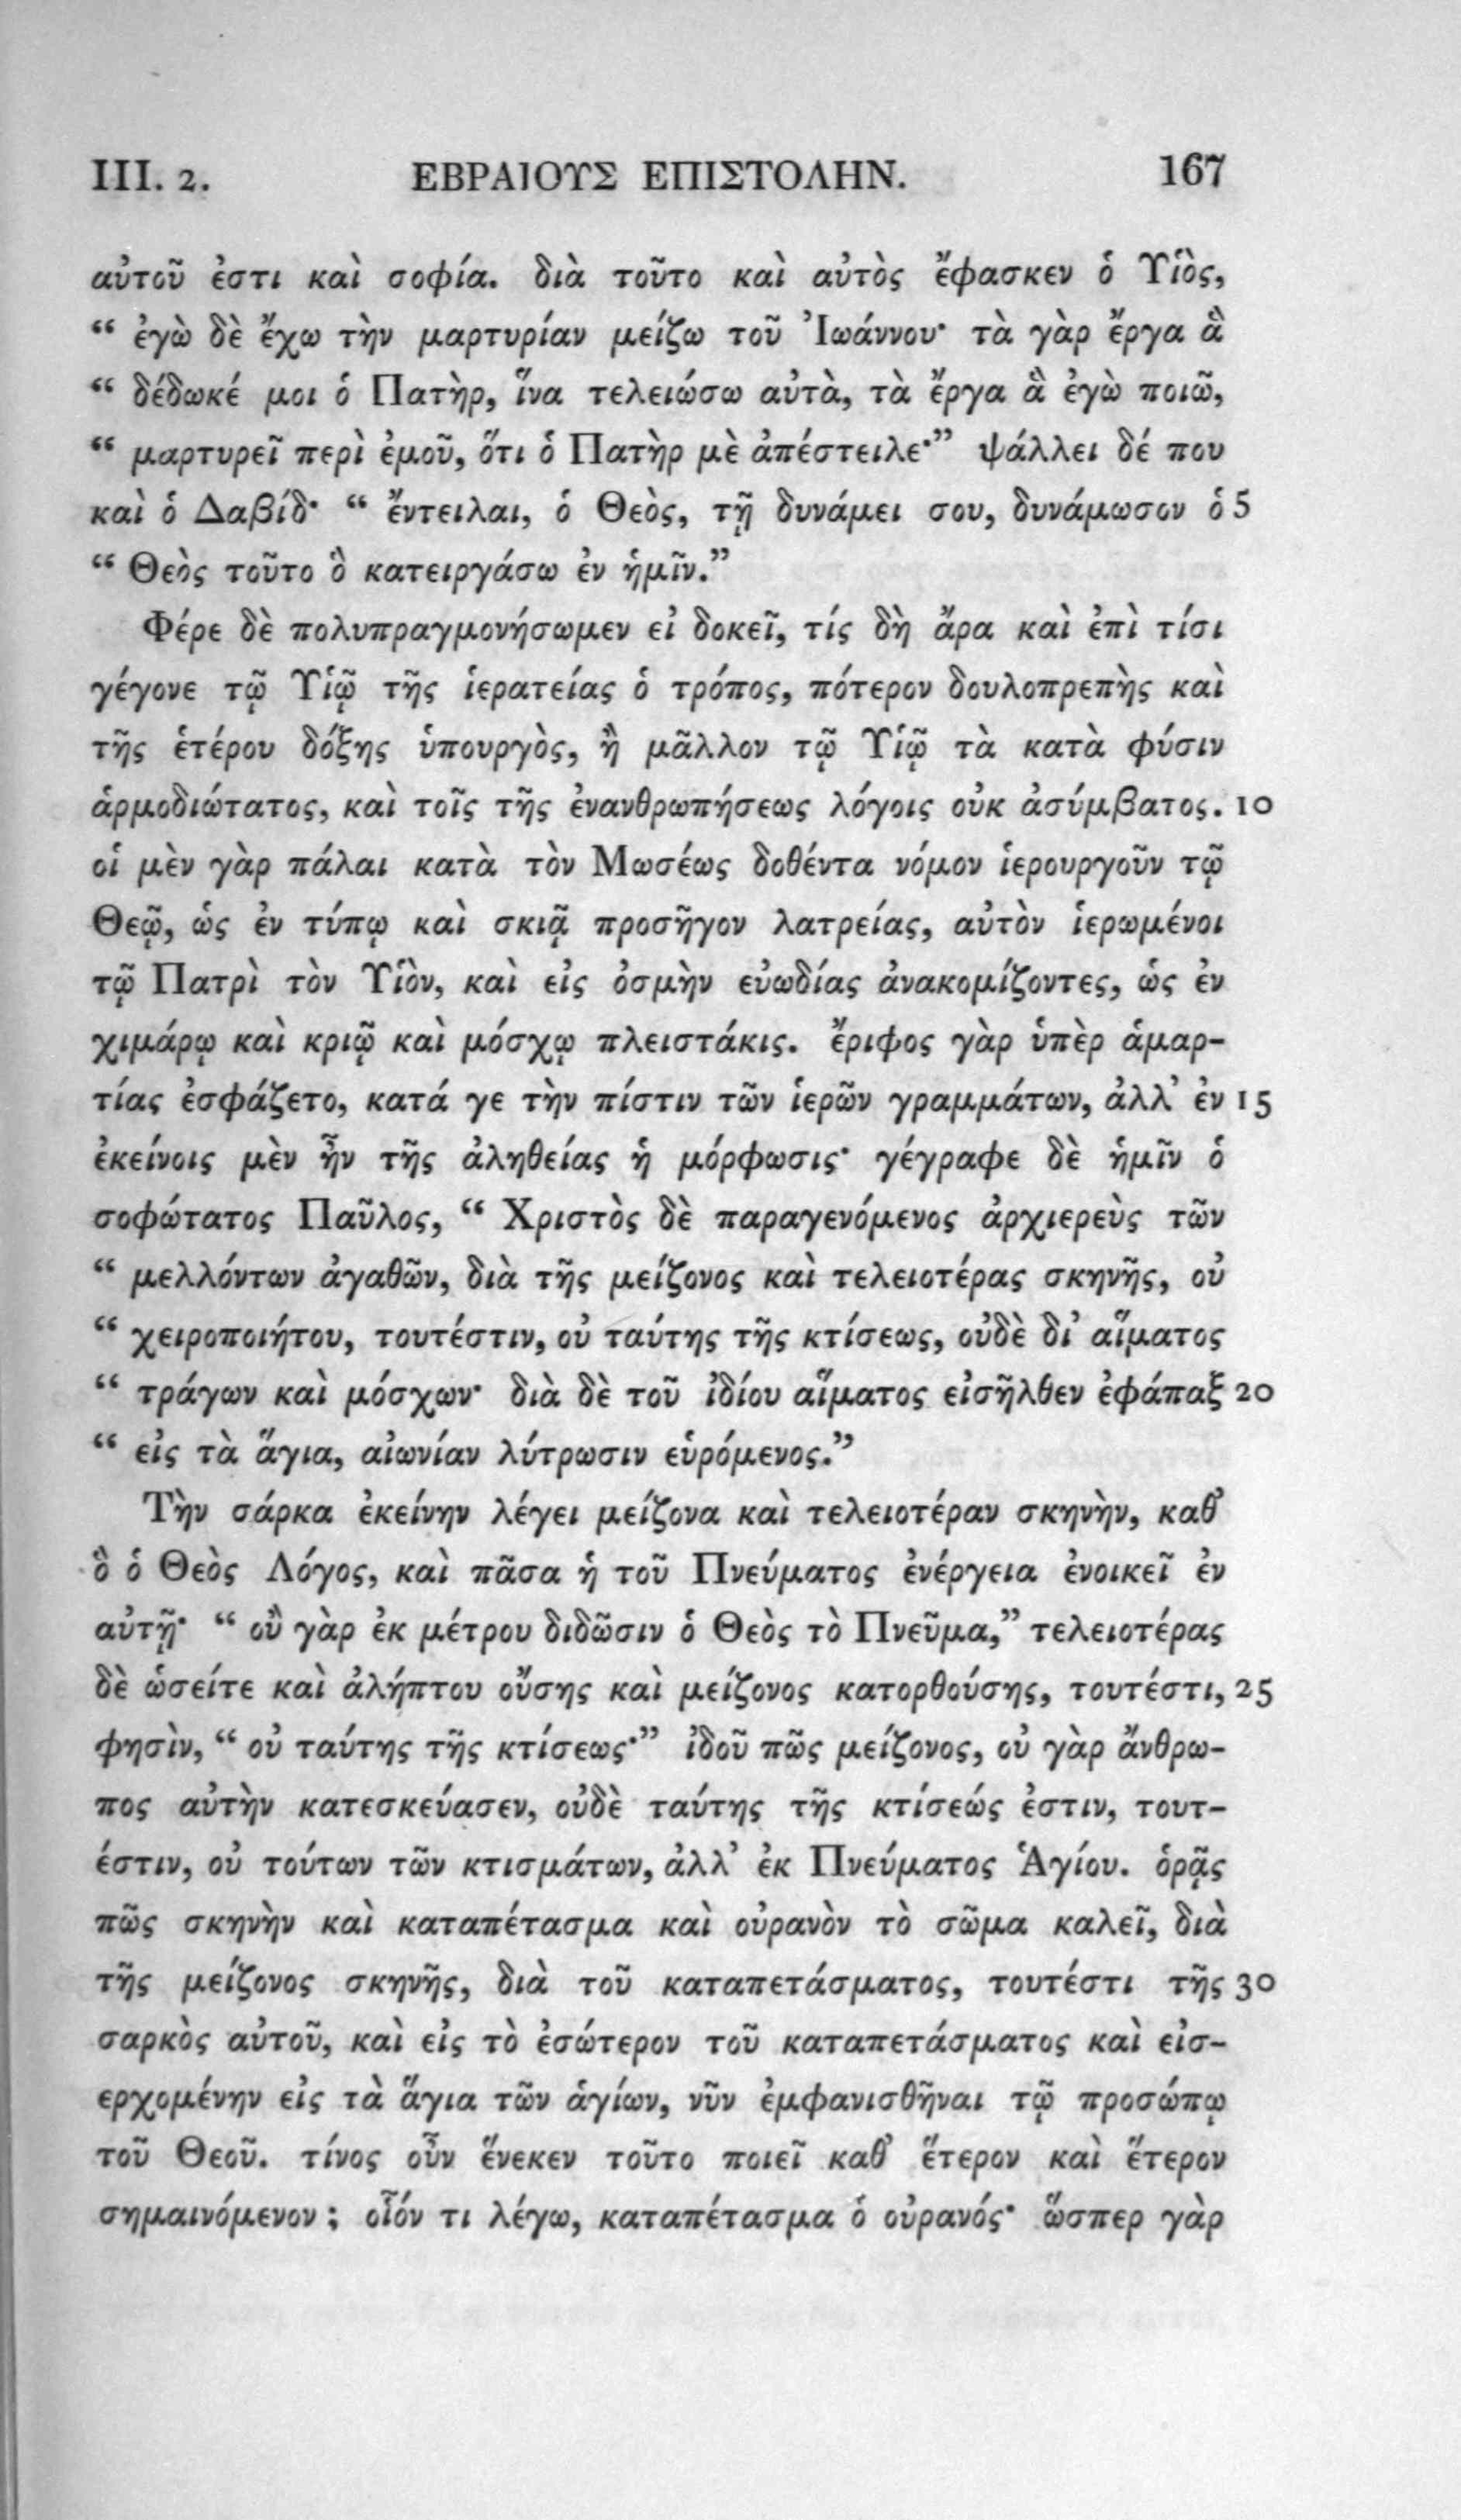 III. 2. ΕΒΡΑΙΟΥΣ ΕΠΙΣΤΟΛΗΝ. 167
αὐτοῦ ἐστι καὶ σοφία. διὰ τοῦτο καὶ αὐτὸς ἔφασκεν ὁ Υἱὸς,
“ ἐγὼ δὲ ἔχω τὴν μαρτυρίαν μείζω τοῦ Ἰωάννου· τὰ γὰρ ἔργα ἃ
“ δέδωκέ μοι ὁ Πατὴρ, ἵνα τελειώσω αὐτὰ, τὰ ἔργα ἃ ἐγὼ ποιῶ,
“ μαρτυρεῖ περὶ ἐμοῦ, ὅτι ὁ Πατὴρ μὲ ἀπέστειλε·” ψάλλει δέ που
καὶ ὁ Δαβίδ· “ ἔντειλαι, ὁ Θεὸς, τῇ δυνάμει σου, δυνάμωσον ὁ 5
“ Θεὸς τοῦτο ὃ κατειργάσω ἐν ἡμῖν.”
Φέρε δὲ πολυπραγμονήσωμεν εἰ δοκεῖ, τίς δὴ ἄρα καὶ ἐπὶ τίσι
γέγονε τῷ Υἱῷ τῆς ἱερατείας ὁ τρόπος, πότερον δουλοπρεπὴς καὶ
τῆς ἑτέρου δόξης ὑπουργὸς, ἢ μᾶλλον τῷ Υἱῷ τὰ κατὰ φύσιν
ἁρμοδιώτατος, καὶ τοῖς τῆς ἐνανθρωπήσεως λόγοις οὐκ ἀσύμβατος. 10
οἱ μὲν γὰρ πάλαι κατὰ τὸν Μωσέως δοθέντα νόμον ἱερουργοῦν τῷ
Θεῷ, ὡς ἐν τύπῳ καὶ σκιᾷ προσῆγον λατρείας, αὐτὸν ἱερωμένοι
τῷ Πατρὶ τὸν Υἱὸν, καὶ εἰς ὀσμὴν εὐωδίας ἀνακομίζοντες, ὡς ἐν
χιμάρῳ καὶ κριῷ καὶ μόσχῳ πλειστάκις. ἔριφος γὰρ ὑπὲρ ἁμαρ-
τίας ἐσφάζετο, κατά γε τὴν πίστιν τῶν ἱερῶν γραμμάτων, ἀλλ’ ἐν 15
ἐκείνοις μὲν ἦν τῆς ἀληθείας ἡ μόρφωσις· γέγραφε δὲ ἡμῖν ὁ
σοφώτατος Παῦλος, “ Χριστὸς δὲ παραγενόμενος ἀρχιερεὺς τῶν
“ μελλόντων ἀγαθῶν, διὰ τῆς μείζονος καὶ τελειοτέρας σκηνῆς, οὐ
“ χειροποιήτου, τουτέστιν, οὐ ταύτης τῆς κτίσεως, οὐδὲ δι’ αἵματος
“ τράγων καὶ μόσχων· διὰ δὲ τοῦ ἰδίου αἵματος εἰσῆλθεν ἐφάπαξ 20
“ εἰς τὰ ἅγια, αἰωνίαν λύτρωσιν εὑρόμενος.”
Τὴν σάρκα ἐκείνην λέγει μείζονα καὶ τελειοτέραν σκηνὴν, καθ’
ὃ ὁ Θεὸς Λόγος, καὶ πᾶσα ἡ τοῦ Πνεύματος ἐνέργεια ἐνοικεῖ ἐν
αὐτῇ· “ οὒ γὰρ ἐκ μέτρου διδῶσιν ὁ Θεὸς τὸ Πνεῦμα,” τελειοτέρας
δὲ ὡσείτε καὶ ἀλήπτου οὔσης καὶ μείζονος κατορθούσης, τουτέστι, 25
φησὶν, “ οὐ ταύτης τῆς κτίσεως·” ἰδοῦ πῶς μείζονος, οὐ γὰρ ἄνθρω-
πος αὐτὴν κατεσκεύασεν, οὐδὲ ταύτης τῆς κτίσεώς ἐστιν, τουτ-
έστιν, οὐ τούτων τῶν κτισμάτων, ἀλλ’ ἐκ Πνεύματος Ἁγίου. ὁρᾷς
πῶς σκηνὴν καὶ καταπέτασμα καὶ οὐρανὸν τὸ σῶμα καλεῖ, διὰ
τῆς μείζονος σκηνῆς, διὰ τοῦ καταπετάσματος, τουτέστι τῆς 30
σαρκὸς αὐτοῦ, καὶ εἰς τὸ ἐσώτερον τοῦ καταπετάσματος καὶ εἰσ-
ερχομένην εἰς τὰ ἅγια τῶν ἁγίων, νῦν ἐμφανισθῆναι τῷ προσώπῳ
τοῦ Θεοῦ. τίνος οὖν ἕνεκεν τοῦτο ποιεῖ καθ’ ἕτερον καὶ ἕτερον
σημαινόμενον ; οἷόν τι λέγω, καταπέτασμα ὁ οὐρανός· ὥσπερ γὰρ